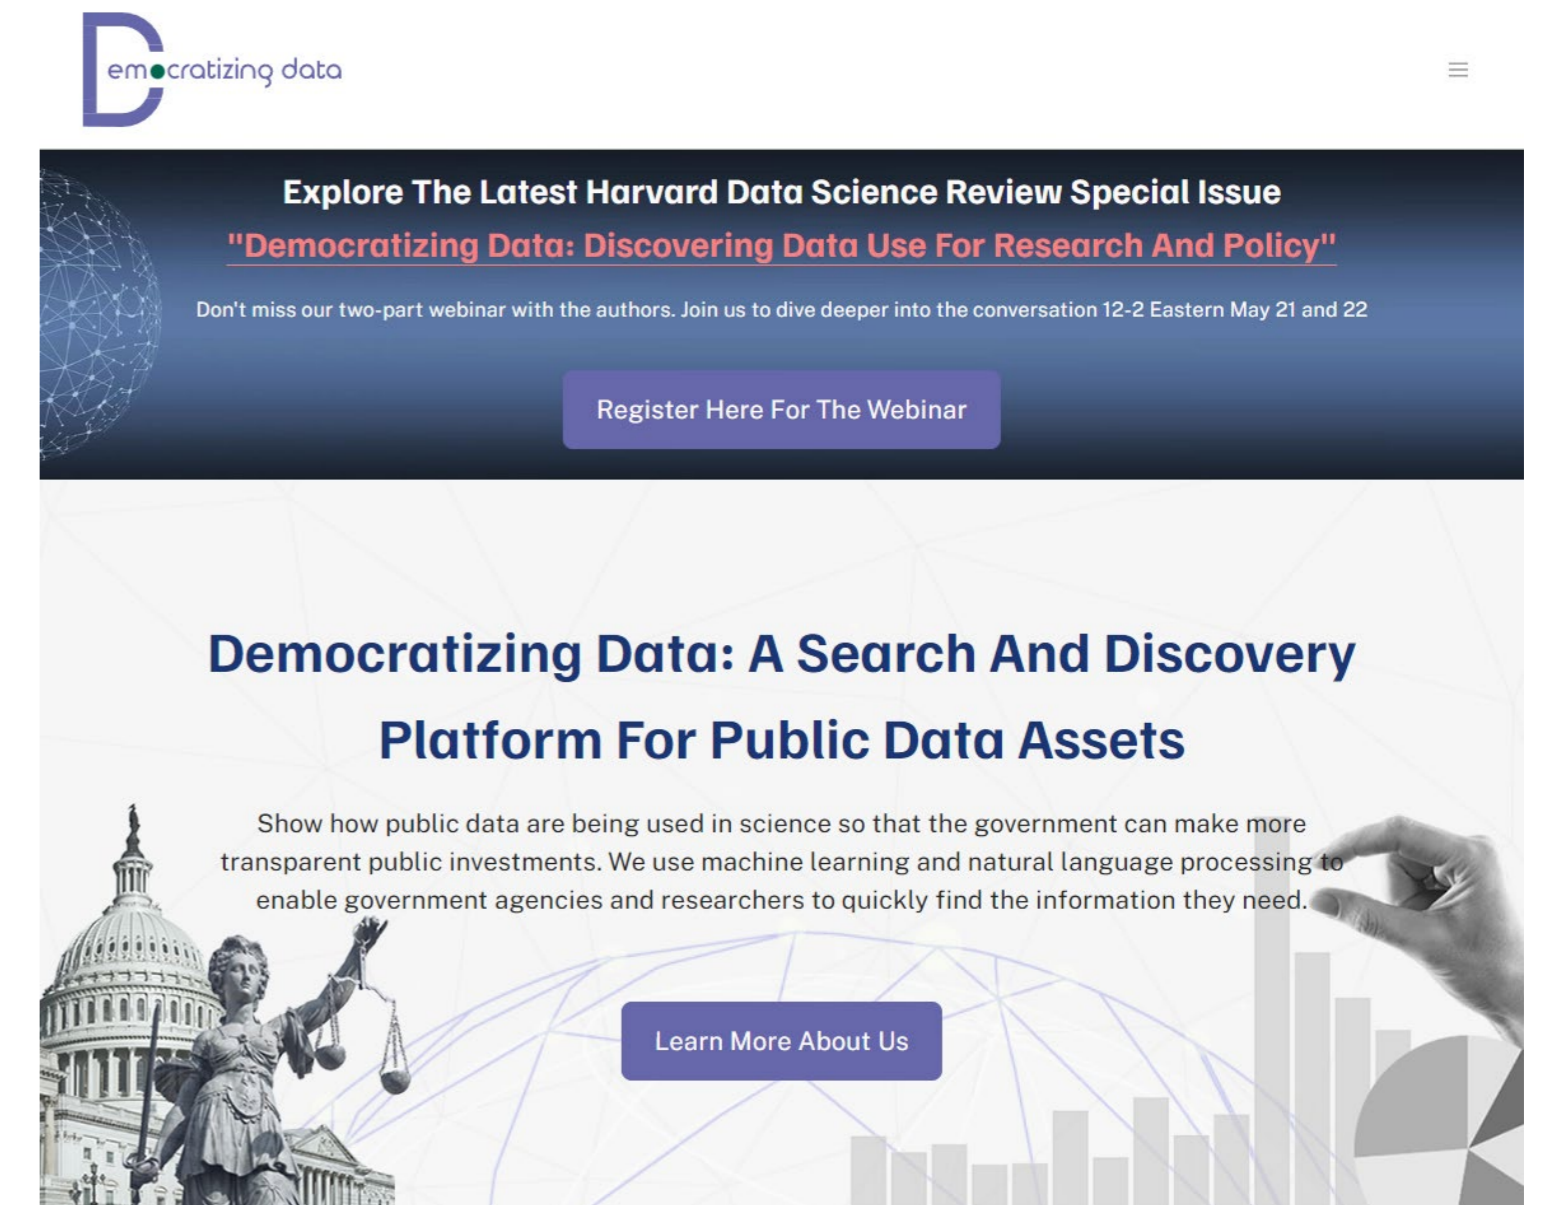 Democratizing data
Explore The Latest Harvard Data Science Review Special Issue
"Democratizing Data: Discovering Data Use For Research And Policy"
Don't miss our two-part webinar with the authors. Join us to dive deeper into the conversation 12-2 Eastern May 21 and 22
Register Here For The Webinar
Democratizing Data: A Search And Discovery
Platform For Public Data Assets
Show how public data are being used in science so that the government can make more
transparent public investments. We use machine learning and natural language processing to
enable government agencies and researchers to quickly find the information they need.
Learn More About Us